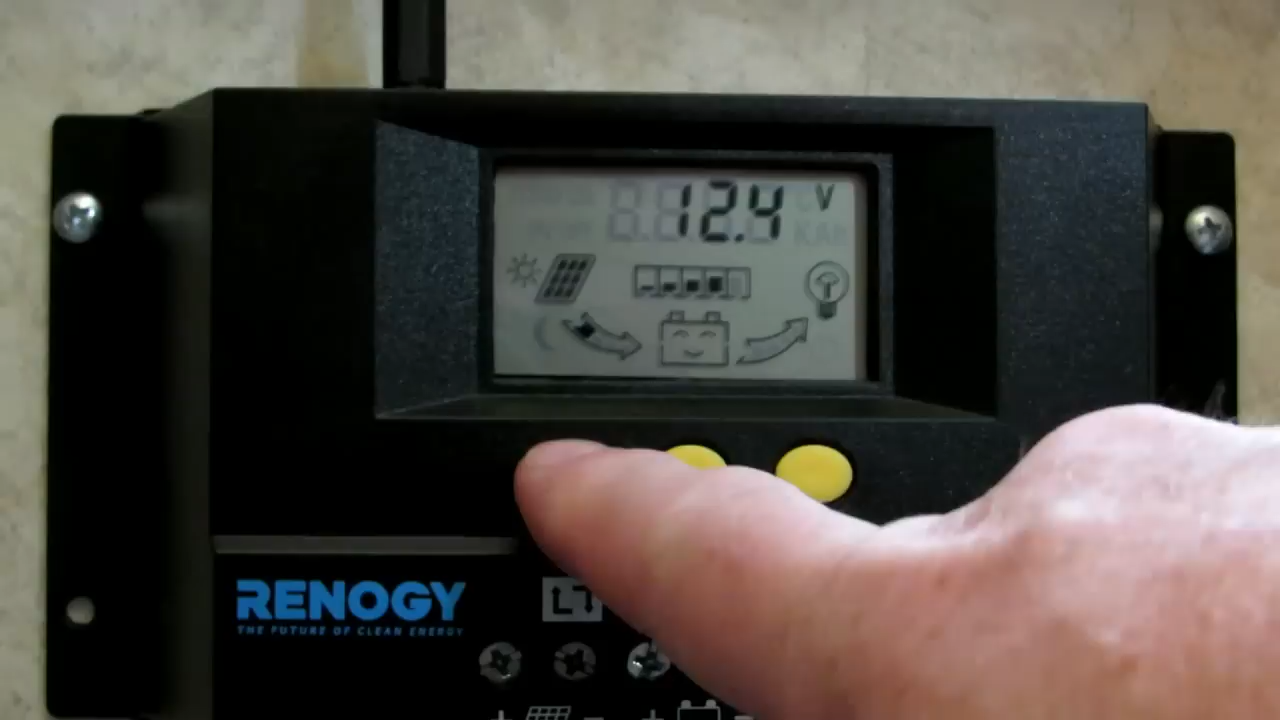 12.4 V
RENOGY
THE FUTURE OF CLEAN ENERGY
+ - + -